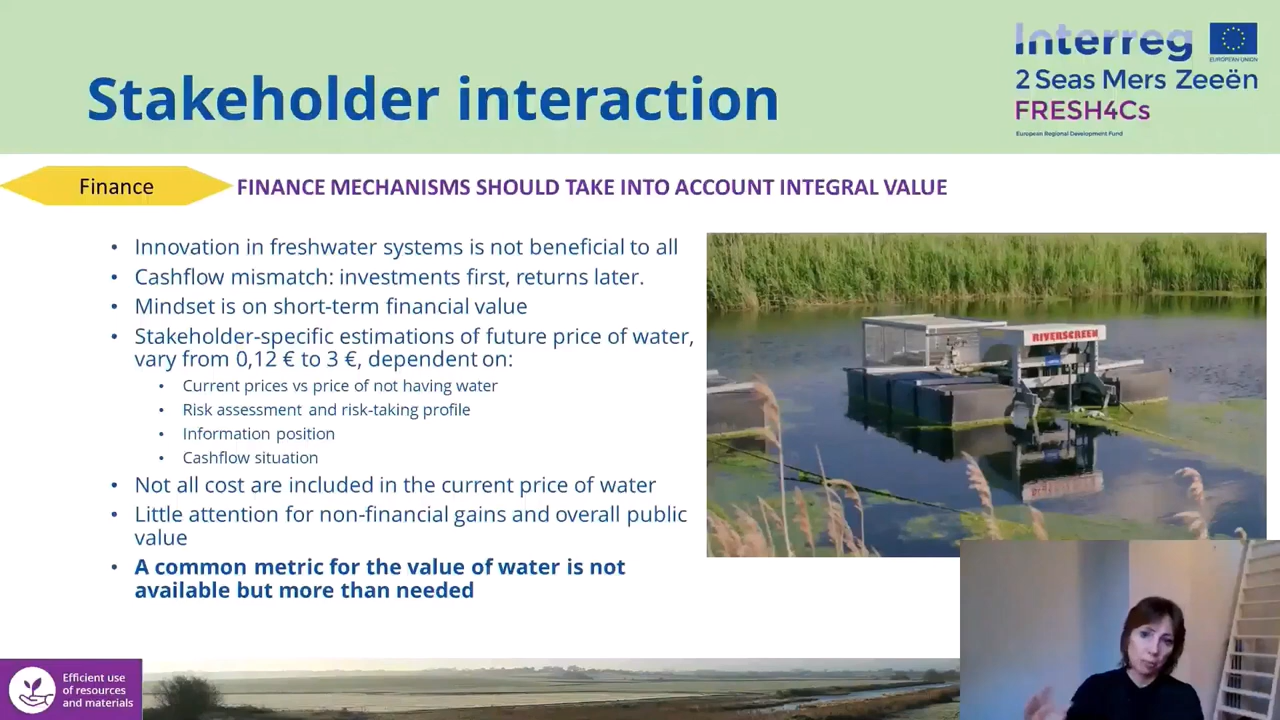 Stakeholder interaction
Interreg
EUROPEAN UNION
2 Seas Mers Zeeën
FRESH4Cs
European Regional Development Fund
Finance
FINANCE MECHANISMS SHOULD TAKE INTO ACCOUNT INTEGRAL VALUE
• Innovation in freshwater systems is not beneficial to all
• Cashflow mismatch: investments first, returns later.
• Mindset is on short-term financial value
• Stakeholder-specific estimations of future price of water,
vary from 0,12 € to 3 €, dependent on:
• Current prices vs price of not having water
• Risk assessment and risk-taking profile
• Information position
• Cashflow situation
• Not all cost are included in the current price of water
• Little attention for non-financial gains and overall public
value
• A common metric for the value of water is not
available but more than needed
RIVERSCREEN
Efficient use
of resources
and materials